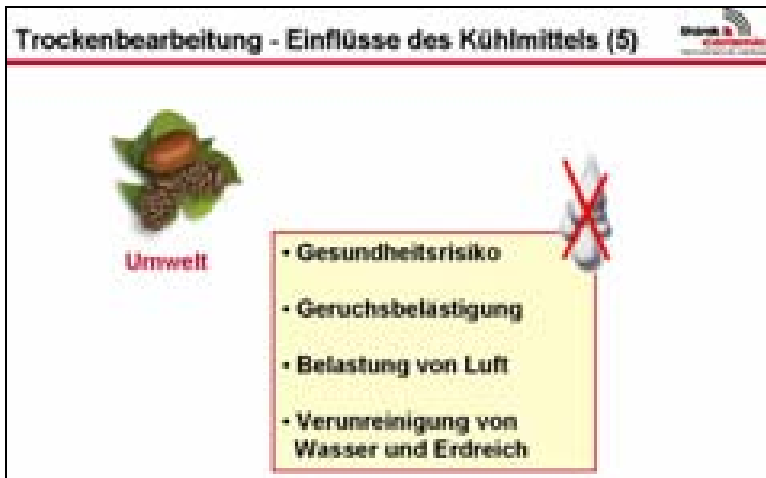 Trockenbearbeitung - Einflüsse des Kühlmittels (5)
Umwelt
• Gesundheitsrisiko
• Geruchsbelästigung
• Belastung von Luft
• Verunreinigung von
Wasser und Erdreich